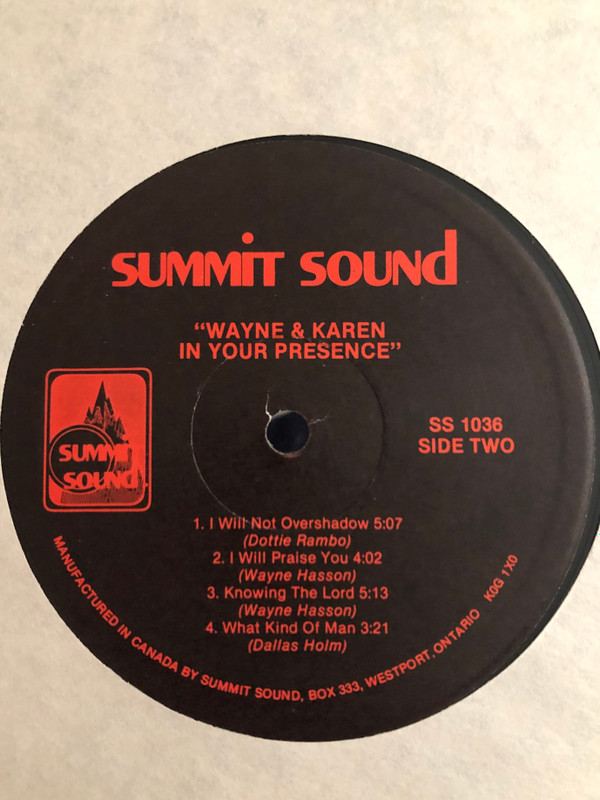 SUMMIT SOUND
"WAYNE & KAREN
IN YOUR PRESENCE"
SUMMIT
SOUND
SS 1036
SIDE TWO
1. I Will Not Overshadow 5:07
(Dottie Rambo)
2. I Will Praise You 4:02
(Wayne Hasson)
3. Knowing The Lord 5:13
(Wayne Hasson)
4. What Kind Of Man 3:21
(Dallas Holm)
MANUFACTURED IN CANADA BY SUMMIT SOUND, BOX 333, WESTPORT, ONTARIO K0G 1X0